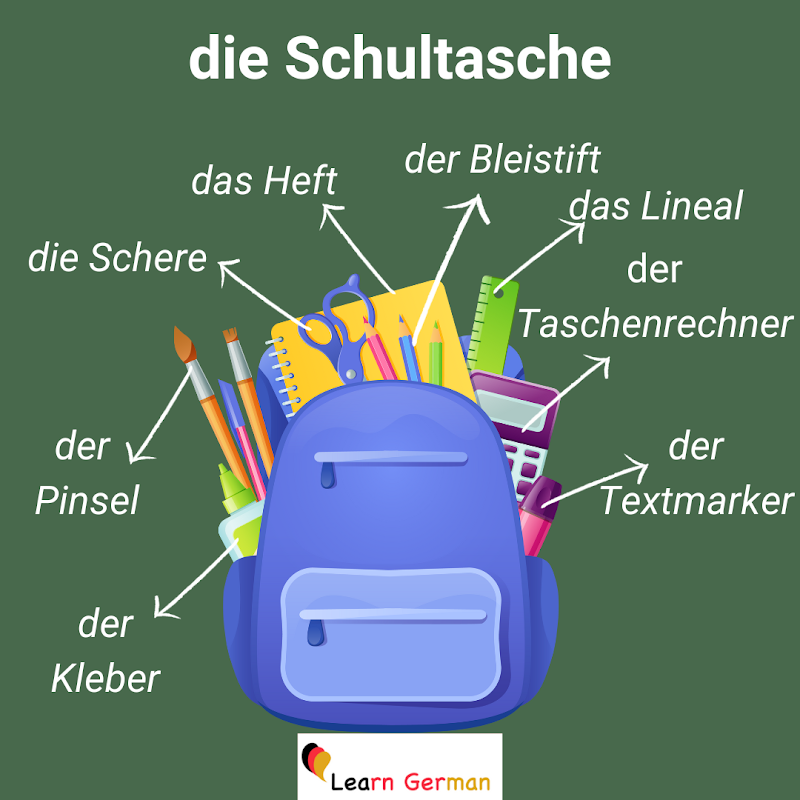 die Schultasche
der Bleistift
das Heft
das Lineal
die Schere
der
Taschenrechner
der
Pinsel
der
Textmarker
der
Kleber
Learn German